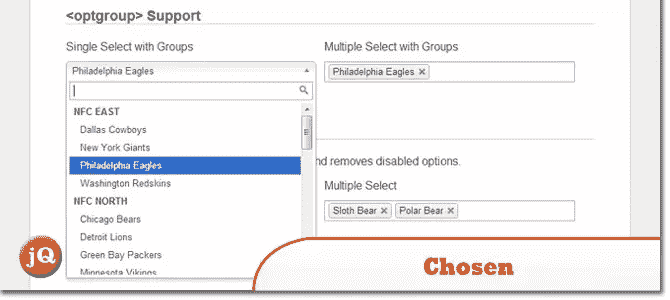 <optgroup> Support
Single Select with Groups
Multiple Select with Groups
Philadelphia Eagles
Philadelphia Eagles
NFC EAST
Dallas Cowboys
New York Giants
Philadelphia Eagles
Washington Redskins
and removes disabled options.
NFC NORTH
Multiple Select
Chicago Bears
Sloth Bear
Polar Bear
Detroit Lions
Green Bay Packers
Minnesota Vikings
jQ
Chosen